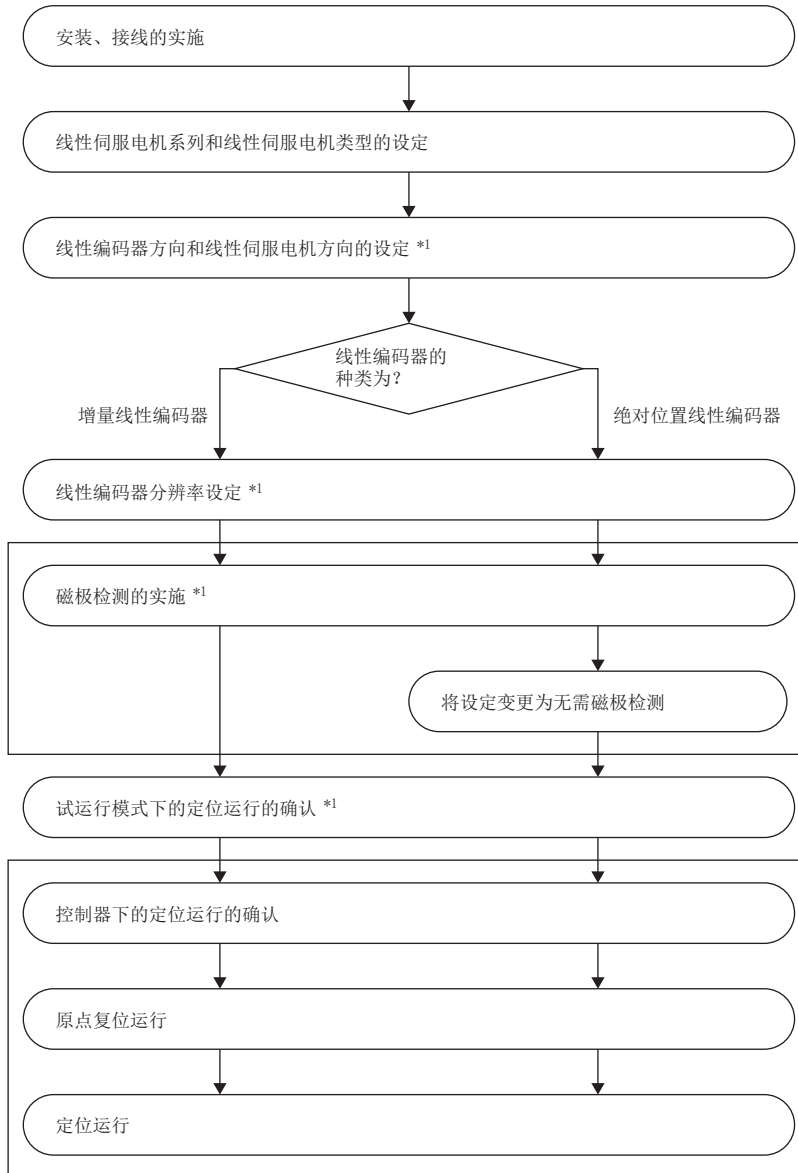 安装、接线的实施
线性伺服电机系列和线性伺服电机类型的设定
线性编码器方向和线性伺服电机方向的设定 *1
线性编码器的
种类为?
增量线性编码器
绝对位置线性编码器
线性编码器分辨率设定 *1
磁极检测的实施 *1
将设定变更为无需磁极检测
试运行模式下的定位运行的确认 *1
控制器下的定位运行的确认
原点复位运行
定位运行